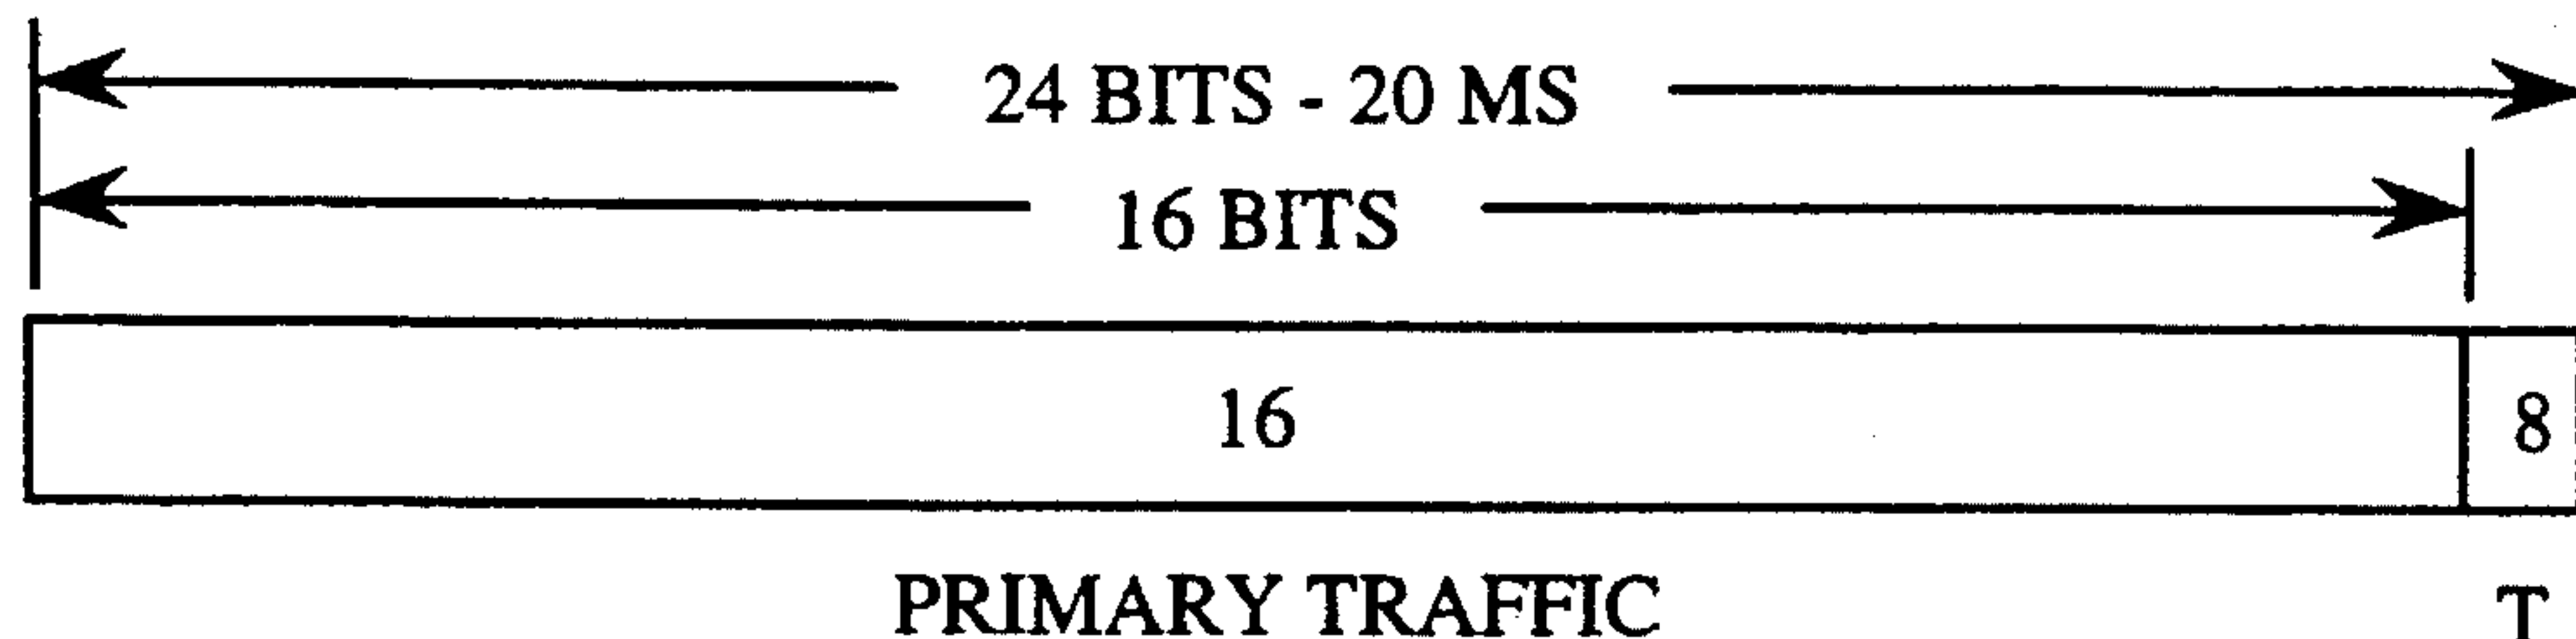 24 BITS - 20 MS
16 BITS
16 8
PRIMARY TRAFFIC T